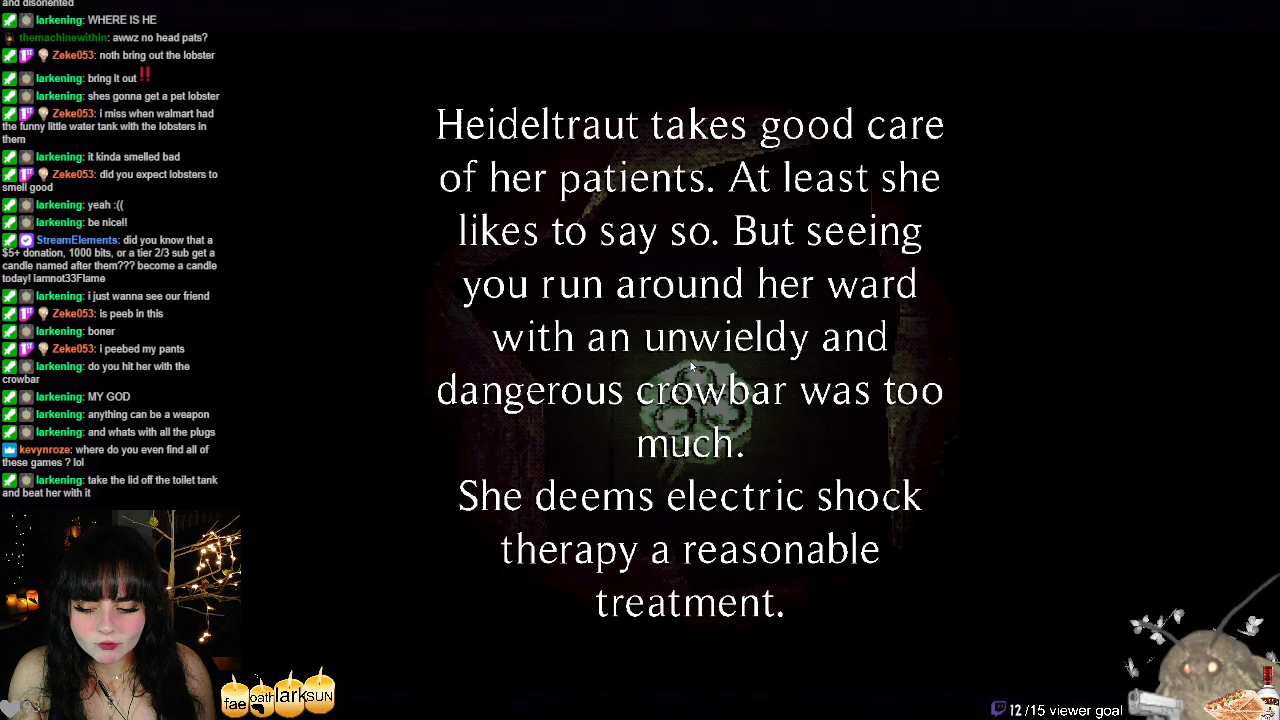 and disoriented
larkening: WHERE IS HE
themachinewithin: awwz no head pats?
Zeke053: noth bring out the lobster
larkening: bring it out‼
larkening: shes gonna get a pet lobster
Zeke053: i miss when walmart had
the funny little water tank with the lobsters in
them
larkening: it kinda smelled bad
Zeke053: did you expect lobsters to
smell good
larkening: yeah :((
larkening: be nice!!
StreamElements: did you know that a
$5+ donation, 1000 bits, or a tier 2/3 sub get a
candle named after them??? become a candle
today! iamnot33Flame
larkening: i just wanna see our friend
Zeke053: is peeb in this
larkening: boner
Zeke053: i peebed my pants
larkening: do you hit her with the
crowbar
larkening: MY GOD
larkening: anything can be a weapon
larkening: and whats with all the plugs
kevynroze: where do you even find all of
these games ? lol
larkening: take the lid off the toilet tank
and beat her with it
Heideltraut takes good care
of her patients. At least she
likes to say so. But seeing
you run around her ward
with an unwieldy and
dangerous crowbar was too
much.
She deems electric shock
therapy a reasonable
treatment.
fae oath lark SUN
12/15 viewer goal